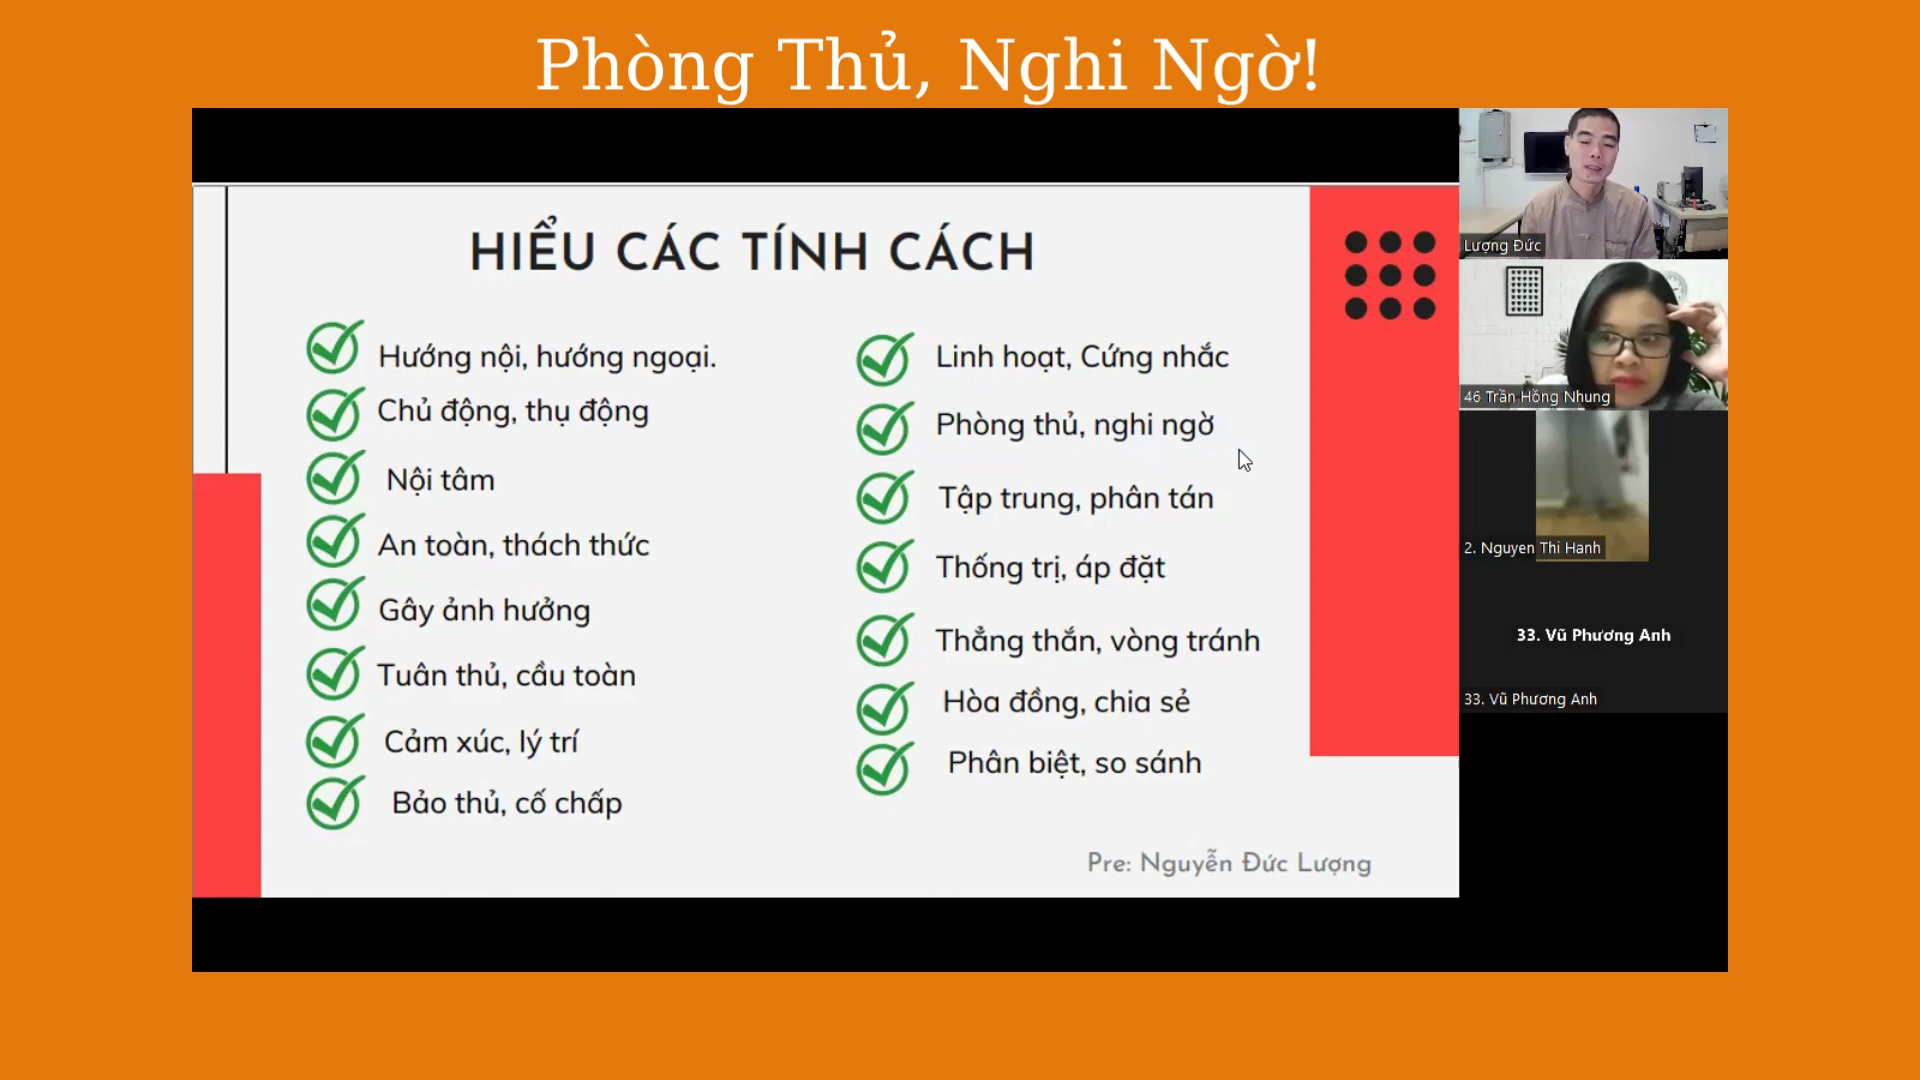 Phòng Thủ, Nghi Ngờ!
HIỂU CÁC TÍNH CÁCH
Hướng nội, hướng ngoại.
Chủ động, thụ động
Nội tâm
An toàn, thách thức
Gây ảnh hưởng
Tuân thủ, cầu toàn
Cảm xúc, lý trí
Bảo thủ, cố chấp
Linh hoạt, Cứng nhắc
Phòng thủ, nghi ngờ
Tập trung, phân tán
Thống trị, áp đặt
Thẳng thắn, vòng tránh
Hòa đồng, chia sẻ
Phân biệt, so sánh
Pre: Nguyễn Đức Lượng
Lượng Đức
46 Trần Hồng Nhung
2. Nguyen Thi Hanh
33. Vũ Phương Anh
33. Vũ Phương Anh